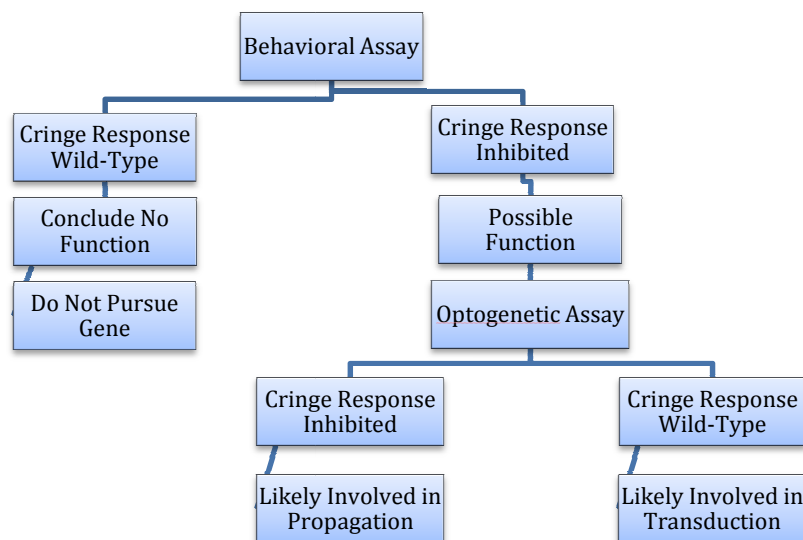 Behavioral Assay
Cringe Response
Wild-Type
Conclude No
Function
Do Not Pursue
Gene
Cringe Response
Inhibited
Possible
Function
Optogenetic Assay
Cringe Response
Inhibited
Likely Involved in
Propagation
Cringe Response
Wild-Type
Likely Involved in
Transduction